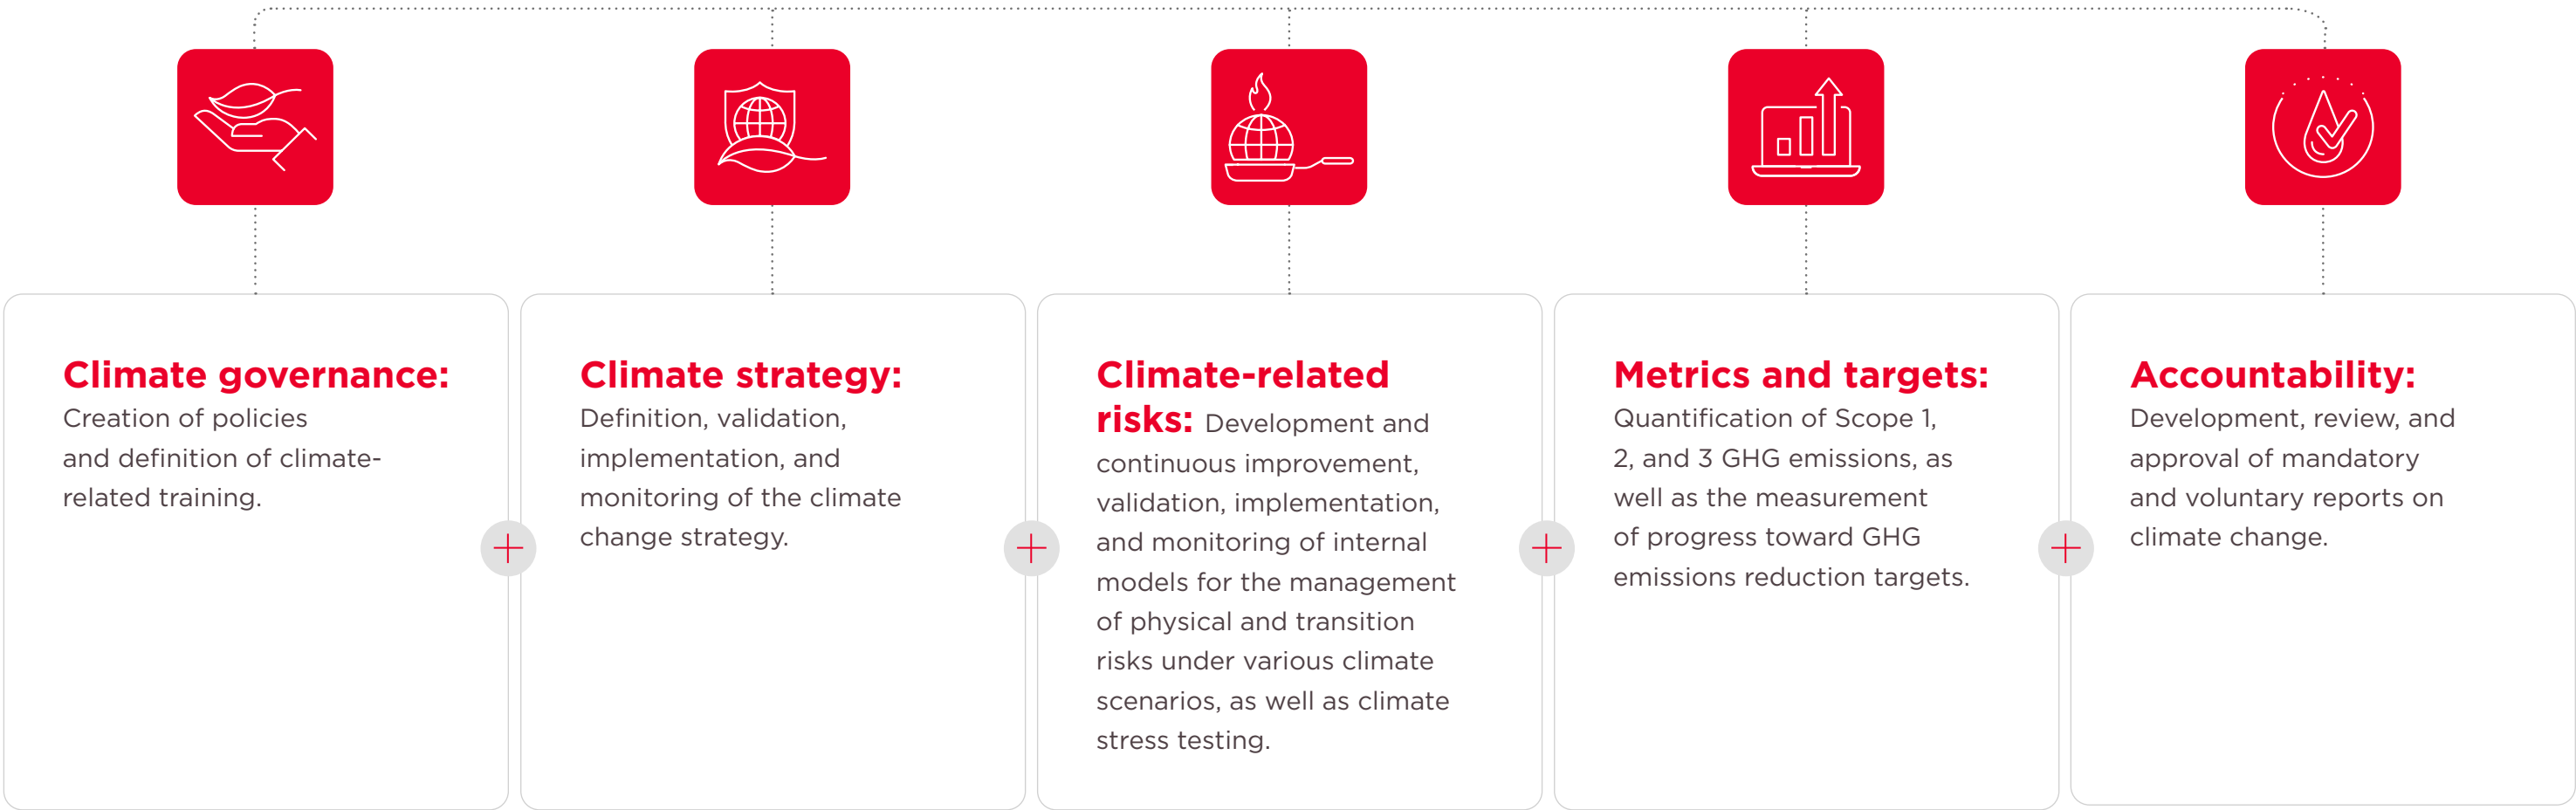 Climate governance:
Creation of policies
and definition of climate-
related training.
Climate strategy:
Definition, validation,
implementation, and
monitoring of the climate
change strategy.
Climate-related
risks: Development and
continuous improvement,
validation, implementation,
and monitoring of internal
models for the management
of physical and transition
risks under various climate
scenarios, as well as climate
stress testing.
Metrics and targets:
Quantification of Scope 1,
2, and 3 GHG emissions, as
well as the measurement
of progress toward GHG
emissions reduction targets.
Accountability:
Development, review, and
approval of mandatory
and voluntary reports on
climate change.